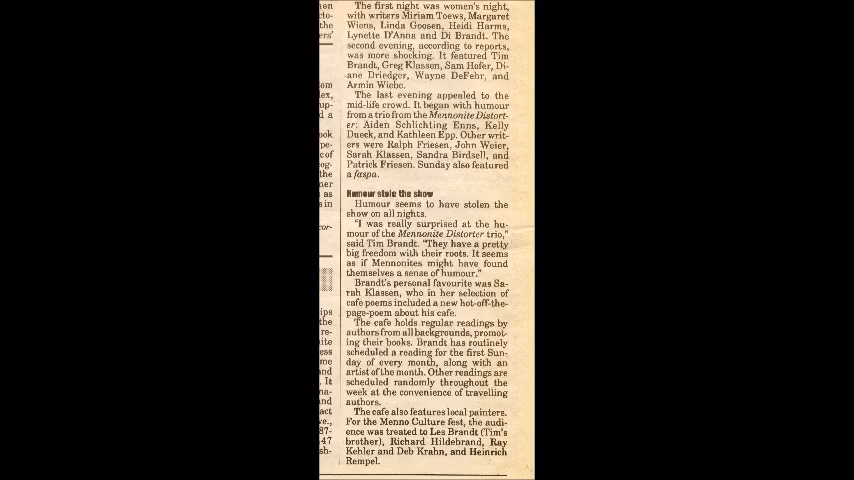 The first night was women's night,
with writers Miriam Toews, Margaret
Wiens, Linda Goosen, Heidi Harms,
Lynette D'Anna and Di Brandt. The
second evening, according to reports,
was more shocking. It featured Tim
Brandt, Greg Klassen, Sam Hofer, Di-
ane Driedger, Wayne DeFehr, and
Armin Wiebe.
The last evening appealed to the
mid-life crowd. It began with humour
from a trio from the Mennonite Distort-
er: Aiden Schlichting Enns, Kelly
Dueck, and Kathleen Epp. Other writ-
ers were Ralph Friesen, John Weier,
Sarah Klassen, Sandra Birdsell, and
Patrick Friesen. Sunday also featured
a faspa.
Humour stole the show
Humour seems to have stolen the
show on all nights.
"I was really surprised at the hu-
mour of the Mennonite Distorter trio,"
said Tim Brandt. "They have a pretty
big freedom with their roots. It seems
as if Mennonites might have found
themselves a sense of humour."
Brandt's personal favourite was Sa-
rah Klassen, who in her selection of
cafe poems included a new hot-off-the-
page-poem about his cafe.
The cafe holds regular readings by
authors from all backgrounds, promot-
ing their books. Brandt has routinely
scheduled a reading for the first Sun-
day of every month, along with an
artist of the month. Other readings are
scheduled randomly throughout the
week at the convenience of travelling
authors.
The cafe also features local painters.
For the Menno Culture fest, the audi-
ence was treated to Les Brandt (Tim's
brother), Richard Hildebrand, Ray
Kehler and Deb Krahn, and Heinrich
Rempel.